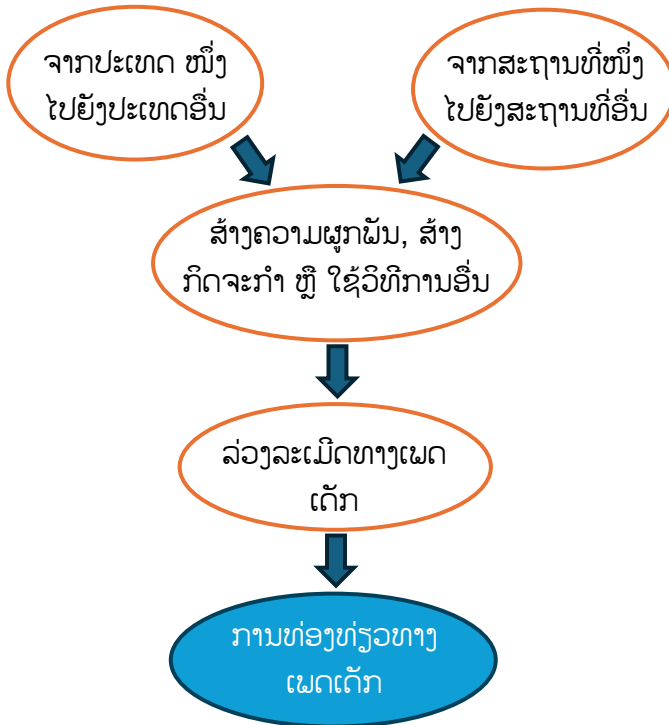 ຈາກປະເທດ ໜຶ່ງ
ໄປຍັງປະເທດອື່ນ
ຈາກສະຖານທີ່ໜຶ່ງ
ໄປຍັງສະຖານທີ່ອື່ນ
ສ້າງຄວາມຜູກພັນ, ສ້າງ
ກິດຈະກຳ ຫຼື ໃຊ້ວິທີການອື່ນ
ລ່ວງລະເມີດທາງເພດ
ເດັກ
ການທ່ອງທ່ຽວທາງ
ເພດເດັກ